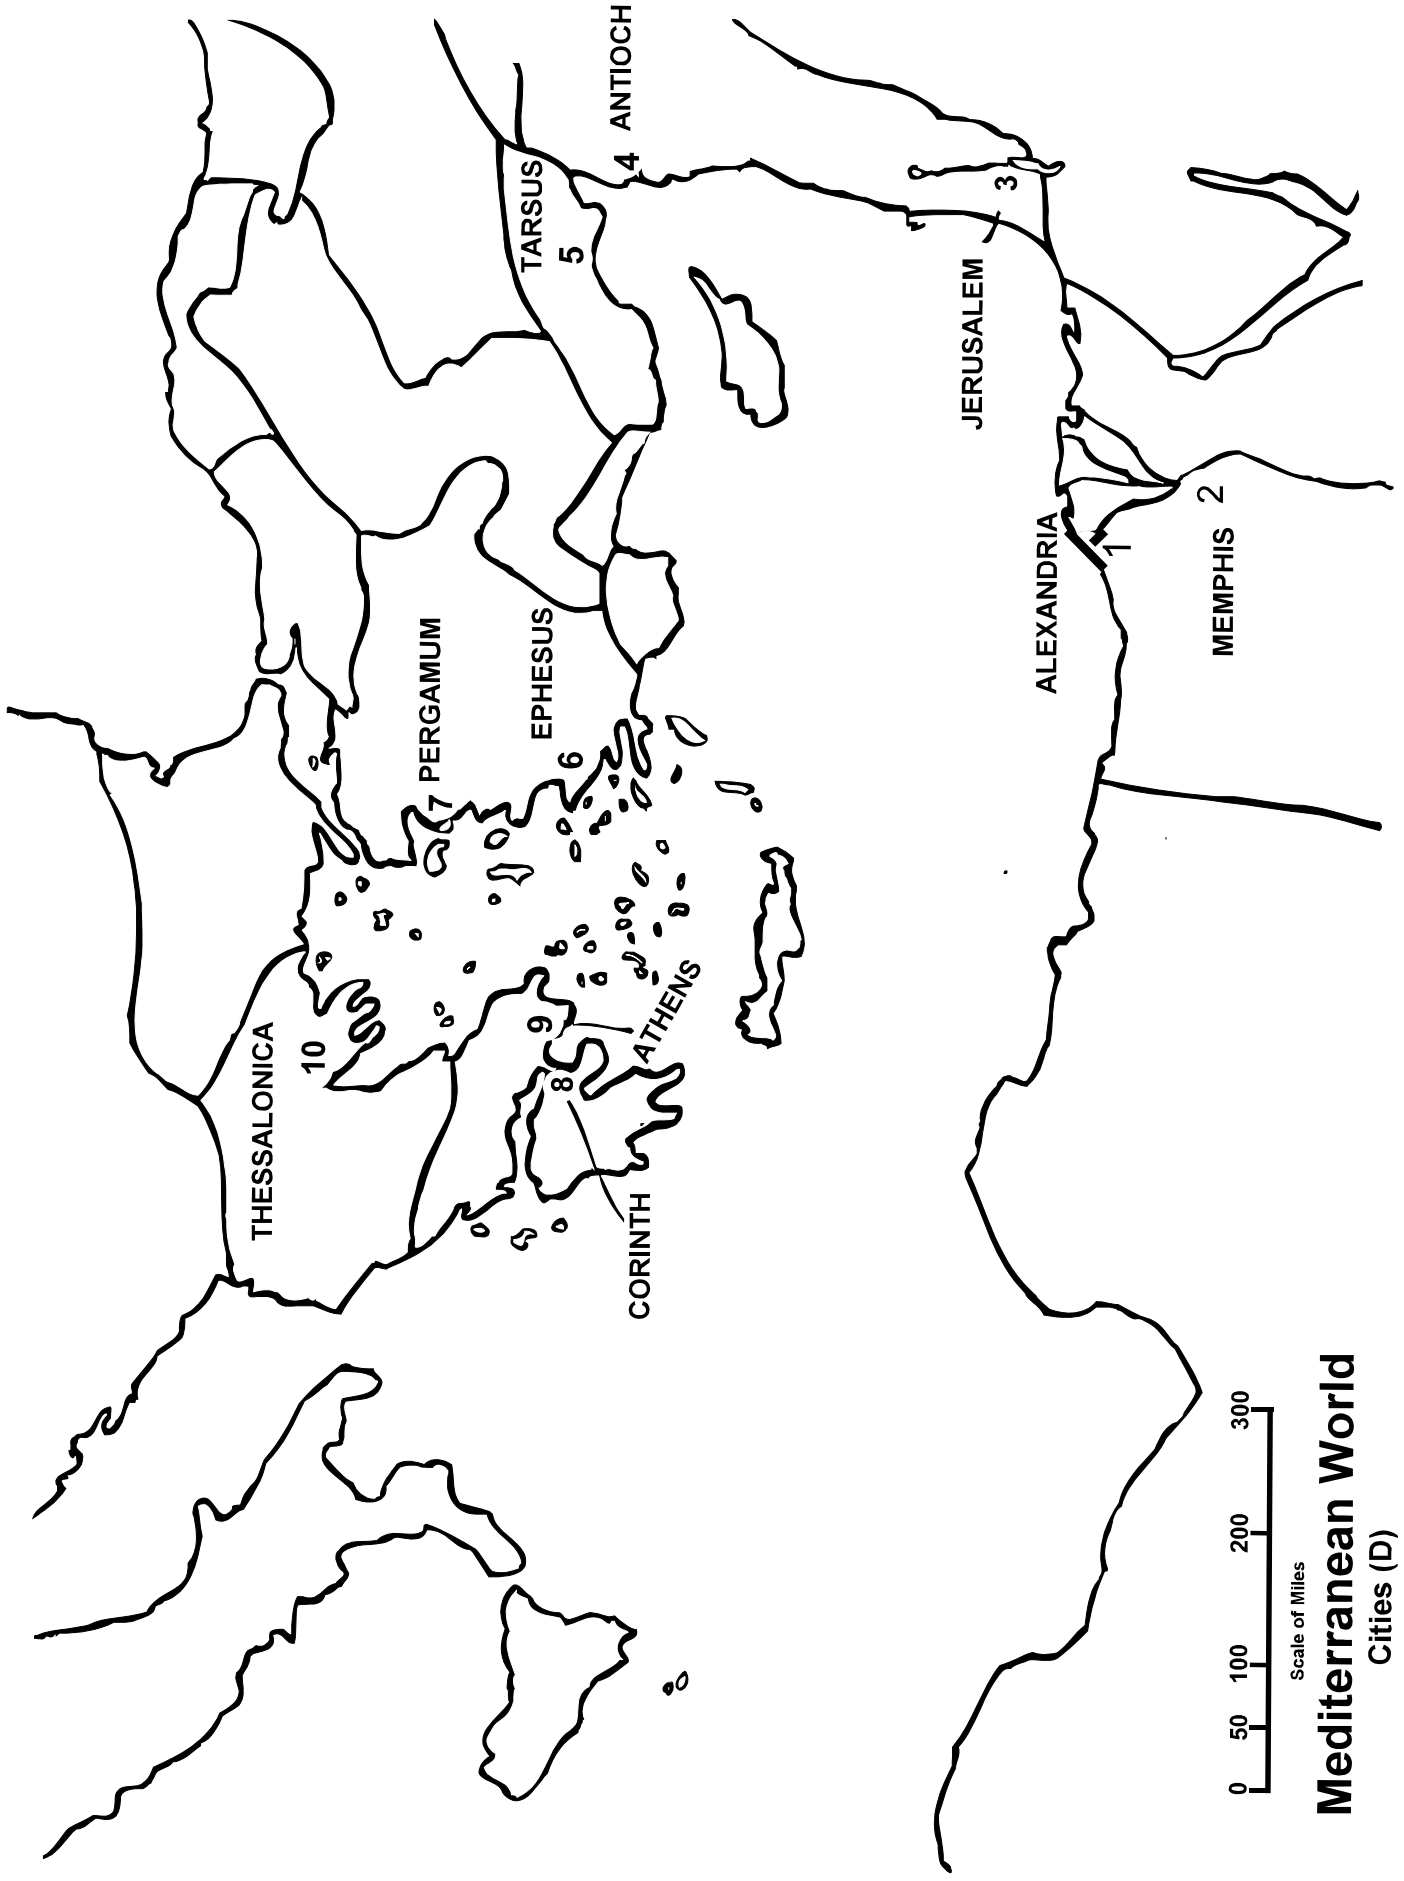 THESSALONICA
10
PERGAMUM
7
EPHESUS
6
TARSUS
5
ANTIOCH
4
9
ATHENS
8
CORINTH
JERUSALEM
3
ALEXANDRIA
1
MEMPHIS
2
0 50 100 200 300
Scale of Miles
Mediterranean World
Cities (D)